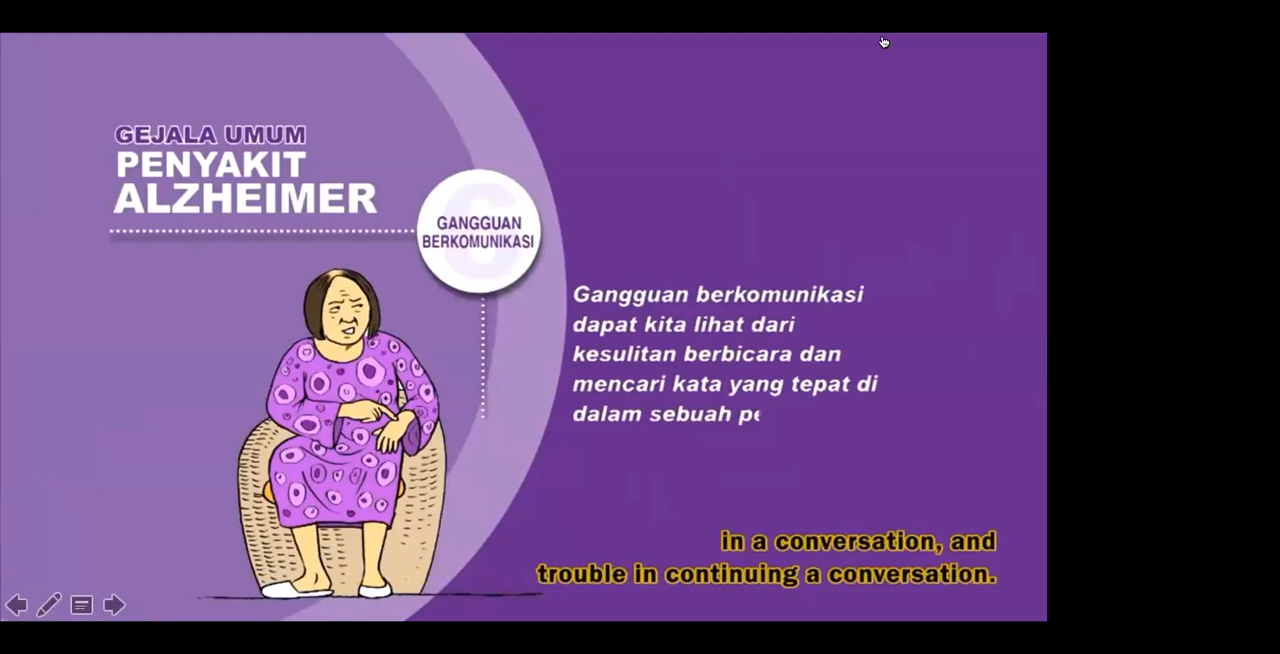 GEJALA UMUM
PENYAKIT
ALZHEIMER
GANGGUAN
BERKOMUNIKASI
Gangguan berkomunikasi
dapat kita lihat dari
kesulitan berbicara dan
mencari kata yang tepat di
dalam sebuah
in a conversation, and
trouble in continuing a conversation.